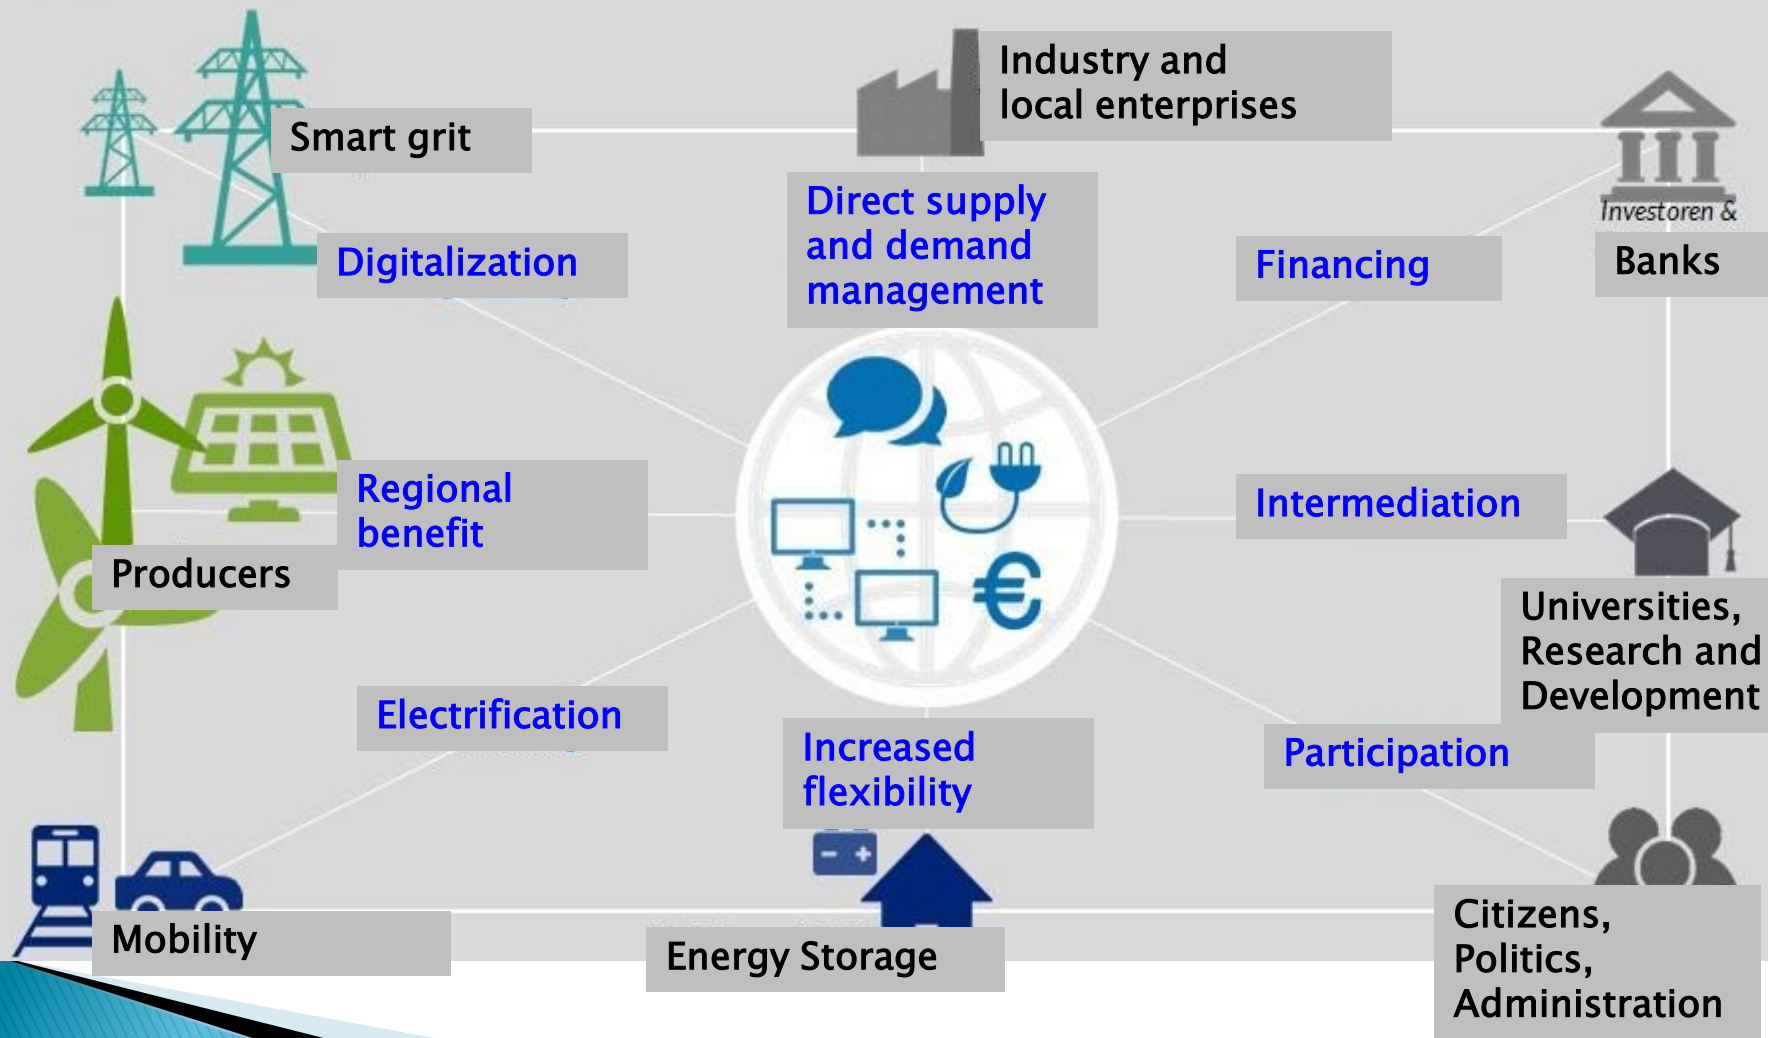 Industry and
local enterprises
Smart grit
Investoren &
Banks
Direct supply
and demand
management
Digitalization
Financing
Regional
benefit
Intermediation
Producers
Universities,
Research and
Development
Electrification
Increased
flexibility
Participation
- +
€
Mobility
Energy Storage
Citizens,
Politics,
Administration